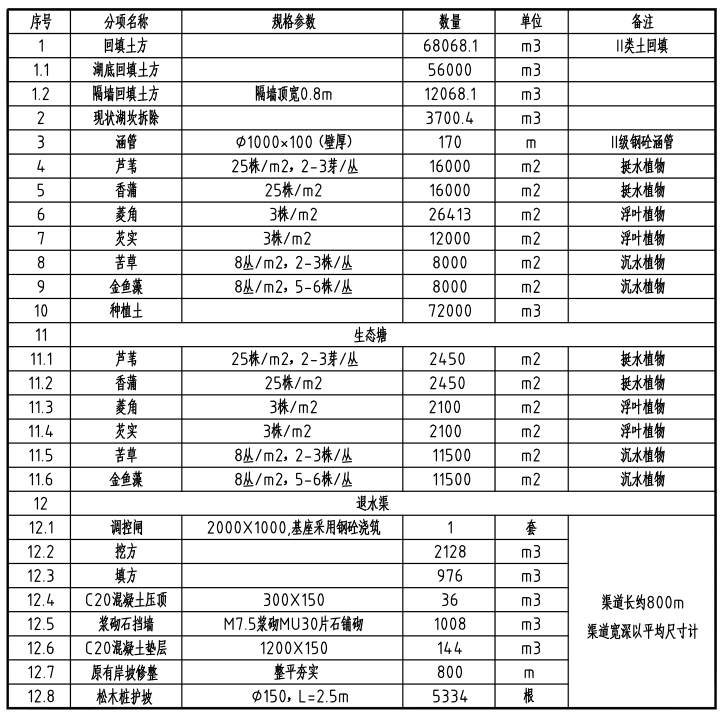 序号 分项名称 规格参数 数量 单位 备注
1 回填土方 68068.1 m3 II类土回填
1.1 湖底回填土方 56000 m3
1.2 隔墙回填土方 隔墙顶宽0.8m 12068.1 m3
2 现状湖坎拆除 3700.4 m3
3 涵管 Φ1000×100（壁厚） 170 m II级钢砼涵管
4 芦苇 25株/m2，2-3芽/丛 16000 m2 挺水植物
5 香蒲 25株/m2 16000 m2 挺水植物
6 菱角 3株/m2 26413 m2 浮叶植物
7 芡实 3株/m2 12000 m2 浮叶植物
8 苦草 8丛/m2，2-3株/丛 8000 m2 沉水植物
9 金鱼藻 8丛/m2，5-6株/丛 8000 m2 沉水植物
10 种植土 72000 m3
11 生态塘
11.1 芦苇 25株/m2，2-3芽/丛 2450 m2 挺水植物
11.2 香蒲 25株/m2 2450 m2 挺水植物
11.3 菱角 3株/m2 2100 m2 浮叶植物
11.4 芡实 3株/m2 2100 m2 浮叶植物
11.5 苦草 8丛/m2，2-3株/丛 11500 m2 沉水植物
11.6 金鱼藻 8丛/m2，5-6株/丛 11500 m2 沉水植物
12 退水渠
12.1 调控闸 2000X1000,基座采用钢砼浇筑 1 套
12.2 挖方 2128 m3
12.3 填方 976 m3
12.4 C20混凝土压顶 300X150 36 m3 渠道长约800m
12.5 浆砌石挡墙 M7.5浆砌MU30片石铺砌 1008 m3 渠道宽深以平均尺寸计
12.6 C20混凝土垫层 1200X150 144 m3
12.7 原有岸坡修整 整平夯实 800 m
12.8 松木桩护坡 Φ150，L=2.5m 5334 根